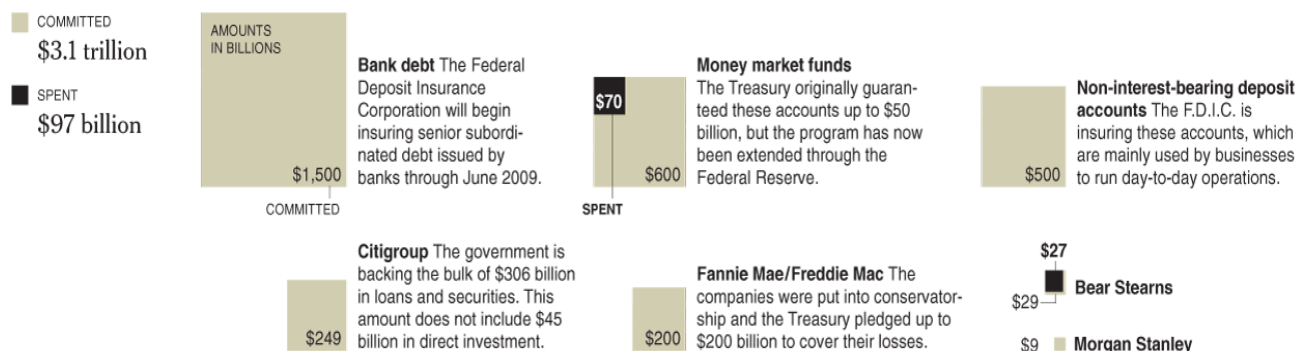 COMMITTED
$3.1 trillion
SPENT
$97 billion
AMOUNTS
IN BILLIONS
$1,500
COMMITTED
Bank debt The Federal
Deposit Insurance
Corporation will begin
insuring senior subordi-
nated debt issued by
banks through June 2009.
$70
$600
SPENT
Money market funds
The Treasury originally guaran-
teed these accounts up to $50
billion, but the program has now
been extended through the
Federal Reserve.
$500
Non-interest-bearing deposit
accounts The F.D.I.C. is
insuring these accounts, which
are mainly used by businesses
to run day-to-day operations.
$249
Citigroup The government is
backing the bulk of $306 billion
in loans and securities. This
amount does not include $45
billion in direct investment.
$200
Fannie Mae/Freddie Mac The
companies were put into conservator-
ship and the Treasury pledged up to
$200 billion to cover their losses.
$27
$29
Bear Stearns
$9
Morgan Stanley